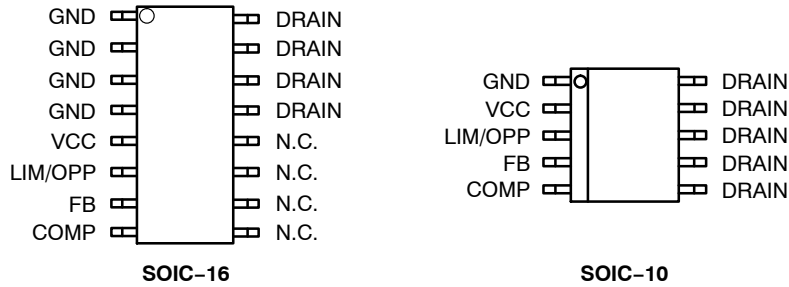 GND DRAIN
GND DRAIN
GND DRAIN
GND DRAIN
VCC N.C.
LIM/OPP N.C.
FB N.C.
COMP N.C.
SOIC−16
GND DRAIN
VCC DRAIN
LIM/OPP DRAIN
FB DRAIN
COMP DRAIN
SOIC−10